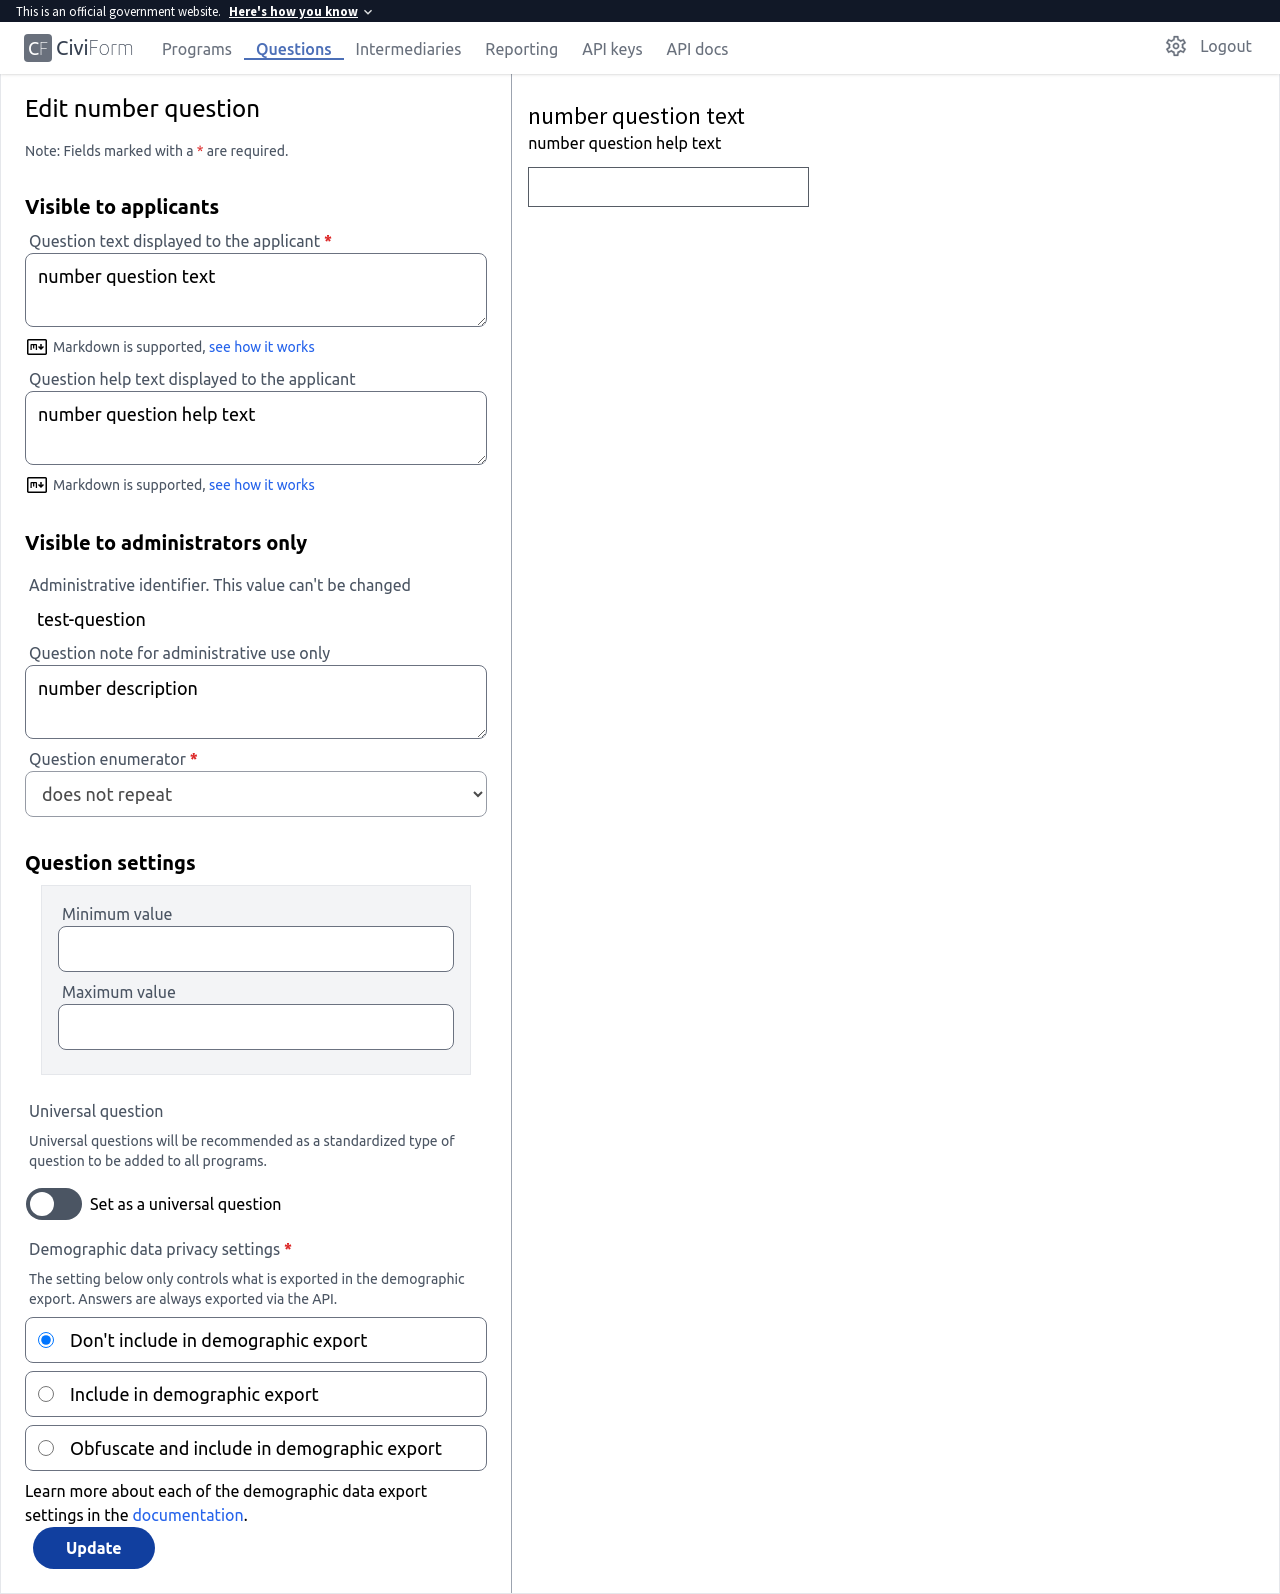 This is an official government website. Here's how you know
CF CiviForm Programs Questions Intermediaries Reporting API keys API docs Logout
Edit number question
Note: Fields marked with a * are required.
Visible to applicants
Question text displayed to the applicant *
number question text
Markdown is supported, see how it works
Question help text displayed to the applicant
number question help text
Markdown is supported, see how it works
Visible to administrators only
Administrative identifier. This value can't be changed
test-question
Question note for administrative use only
number description
Question enumerator *
does not repeat
Question settings
Minimum value
Maximum value
Universal question
Universal questions will be recommended as a standardized type of
question to be added to all programs.
Set as a universal question
Demographic data privacy settings *
The setting below only controls what is exported in the demographic
export. Answers are always exported via the API.
Don't include in demographic export
Include in demographic export
Obfuscate and include in demographic export
Learn more about each of the demographic data export
settings in the documentation.
Update
number question text
number question help text